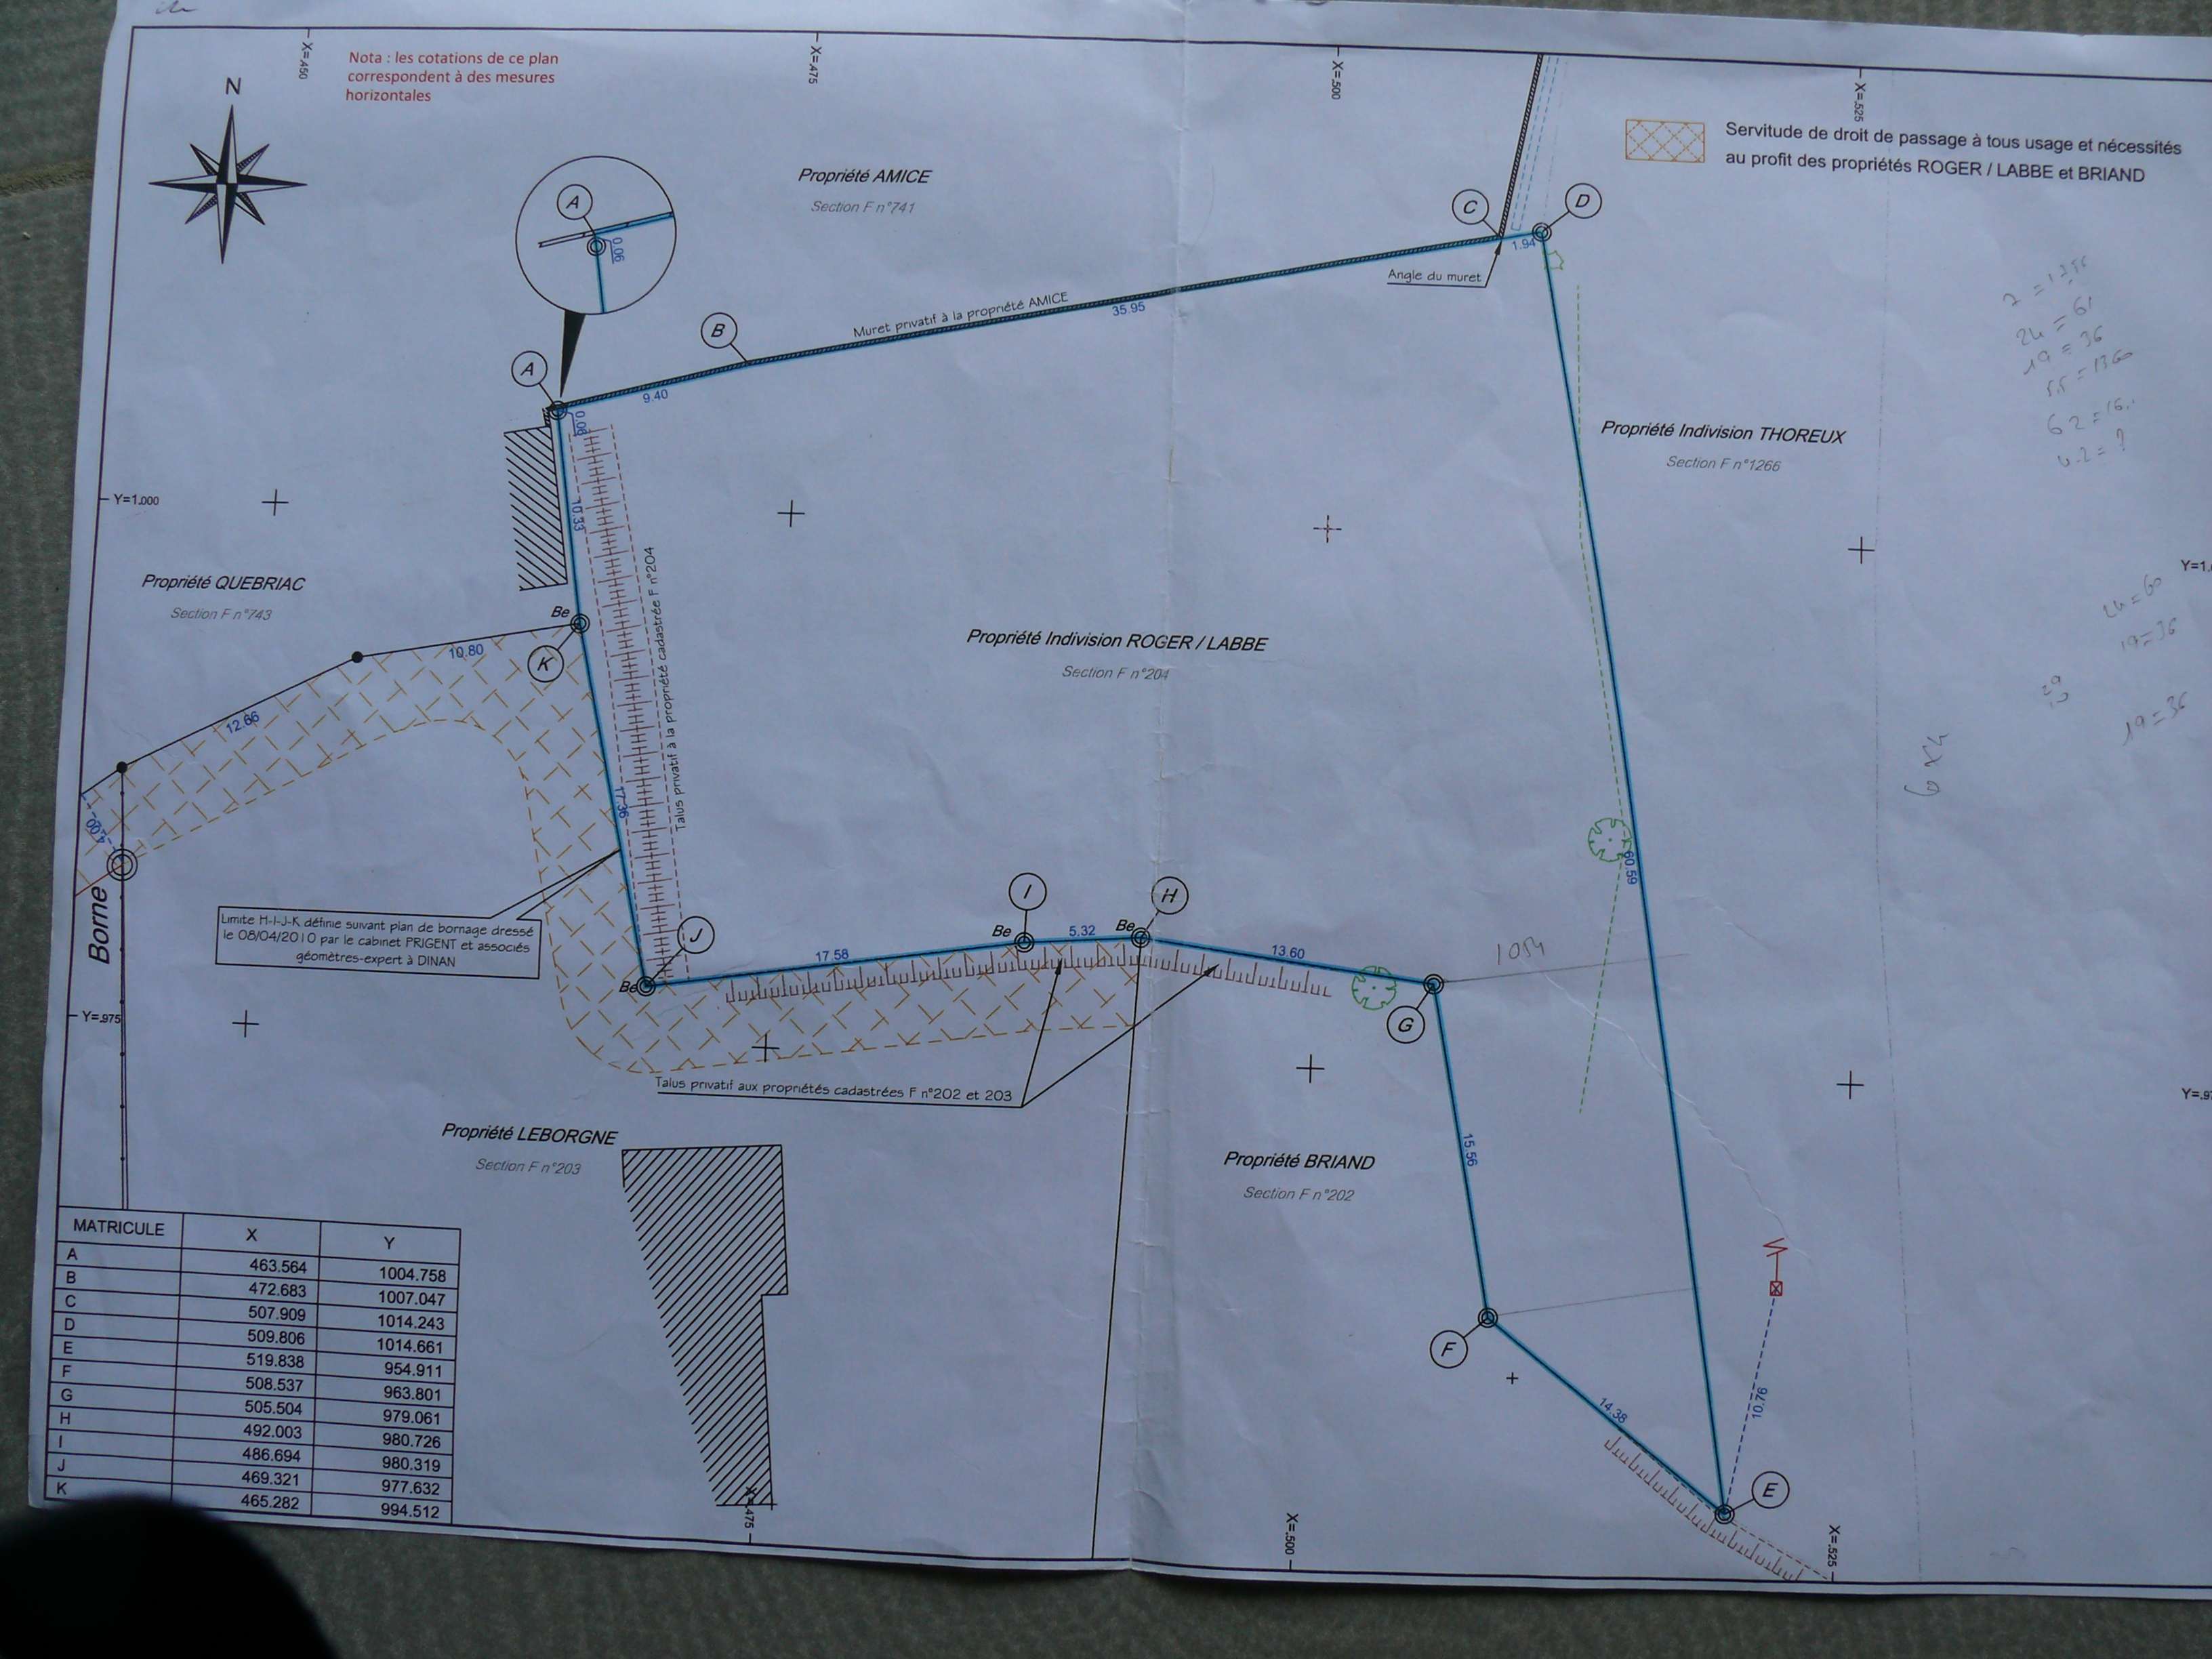 X=.450
X=.475
X=.500
X=.525
Nota : les cotations de ce plan
correspondent à des mesures
horizontales
N
Servitude de droit de passage à tous usage et nécessités
au profit des propriétés ROGER / LABBE et BRIAND
Propriété AMICE
Section F n°741
A
0.06
C
D
1.94
Angle du muret
Muret privatif à la propriété AMICE
35.95
B
A
9.40
0.06
10.33
24 = 61
19 = 36
5.5 = 1360
Propriété Indivision THOREUX
Section F n°1266
Y=1.000
Propriété QUEBRIAC
Section F n°743
Be
K
10.80
12.66
4.00
Borne
Talus privatif à la propriété cadastrée F n°204
17.36
Propriété Indivision ROGER / LABBE
Section F n°204
24=60
19=36
19=36
6 x 4
60.59
Limite H-I-J-K définie suivant plan de bornage dressé
le 08/04/2010 par le cabinet PRIGENT et associés
géomètres-expert à DINAN
J
Be
17.58
I
Be
5.32
Be
H
13.60
1054
G
Y=.975
Talus privatif aux propriétés cadastrées F n°202 et 203
Propriété LEBORGNE
Section F n°203
Propriété BRIAND
Section F n°202
15.56
F
14.38
10.76
E
MATRICULE X Y
A 463.564 1004.758
B 472.683 1007.047
C 507.909 1014.243
D 509.806 1014.661
E 519.838 954.911
F 508.537 963.801
G 505.504 979.061
H 492.003 980.726
I 486.694 980.319
J 469.321 977.632
K 465.282 994.512
X=.475
X=.500
X=.525